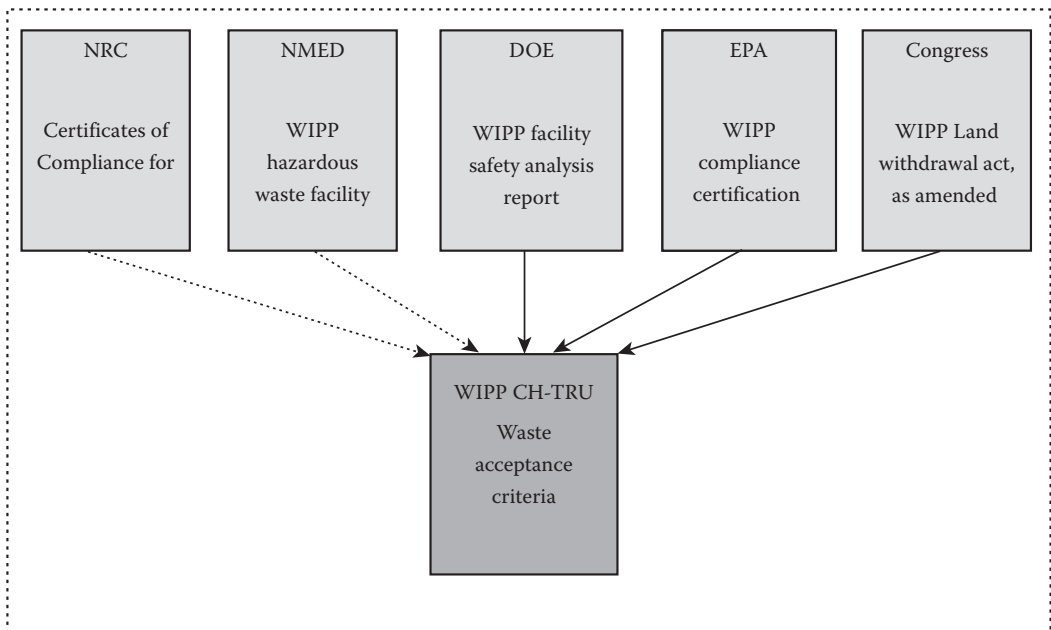 NRC
Certificates of
Compliance for
NMED
WIPP
hazardous
waste facility
DOE
WIPP facility
safety analysis
report
EPA
WIPP
compliance
certification
Congress
WIPP Land
withdrawal act,
as amended
WIPP CH-TRU
Waste
acceptance
criteria